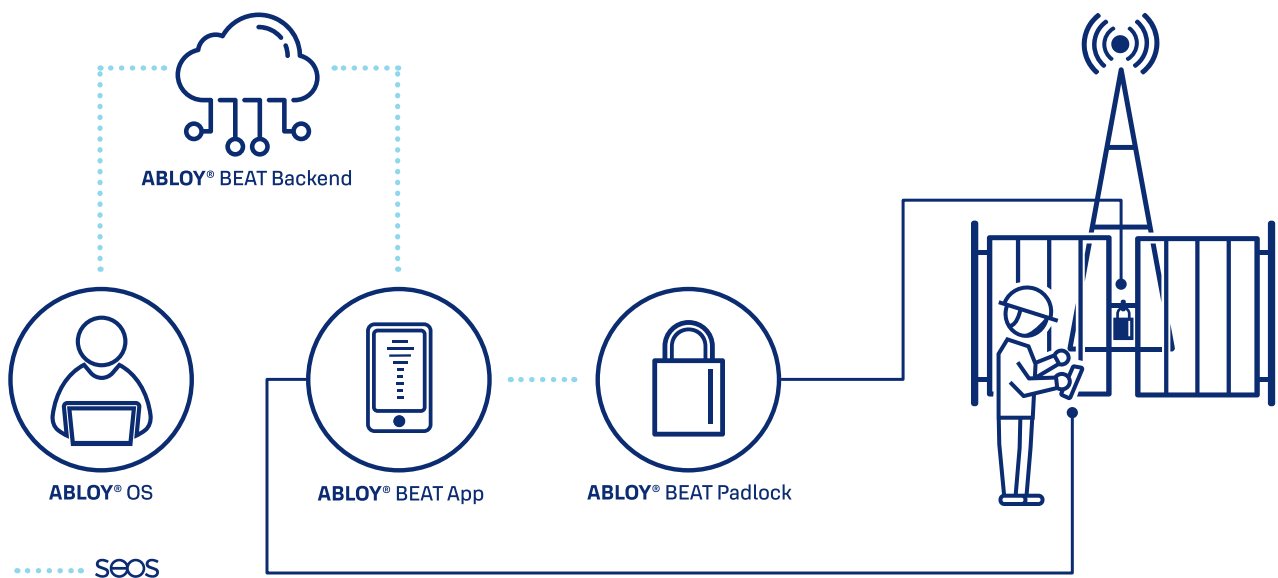 ABLOY® BEAT Backend
ABLOY® OS
ABLOY® BEAT App
ABLOY® BEAT Padlock
SEOS